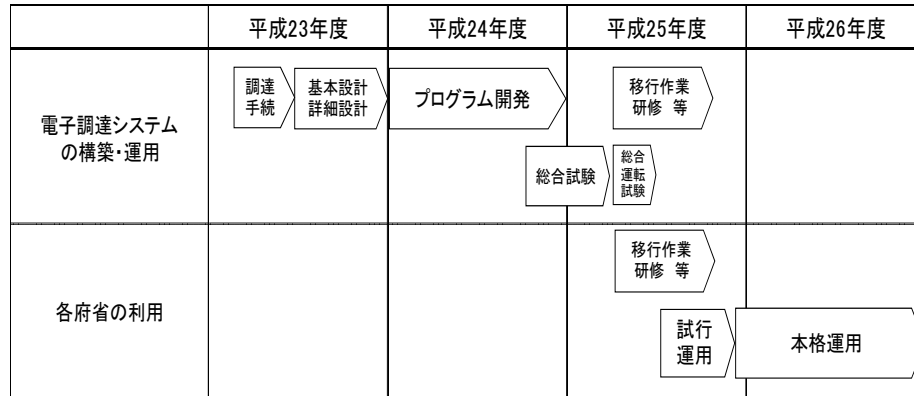 平成23年度
平成24年度
平成25年度
平成26年度
電子調達システム
の構築・運用
調達
手続
基本設計
詳細設計
プログラム開発
移行作業
研修 等
総合試験
総合
運転
試験
各府省の利用
移行作業
研修 等
試行
運用
本格運用